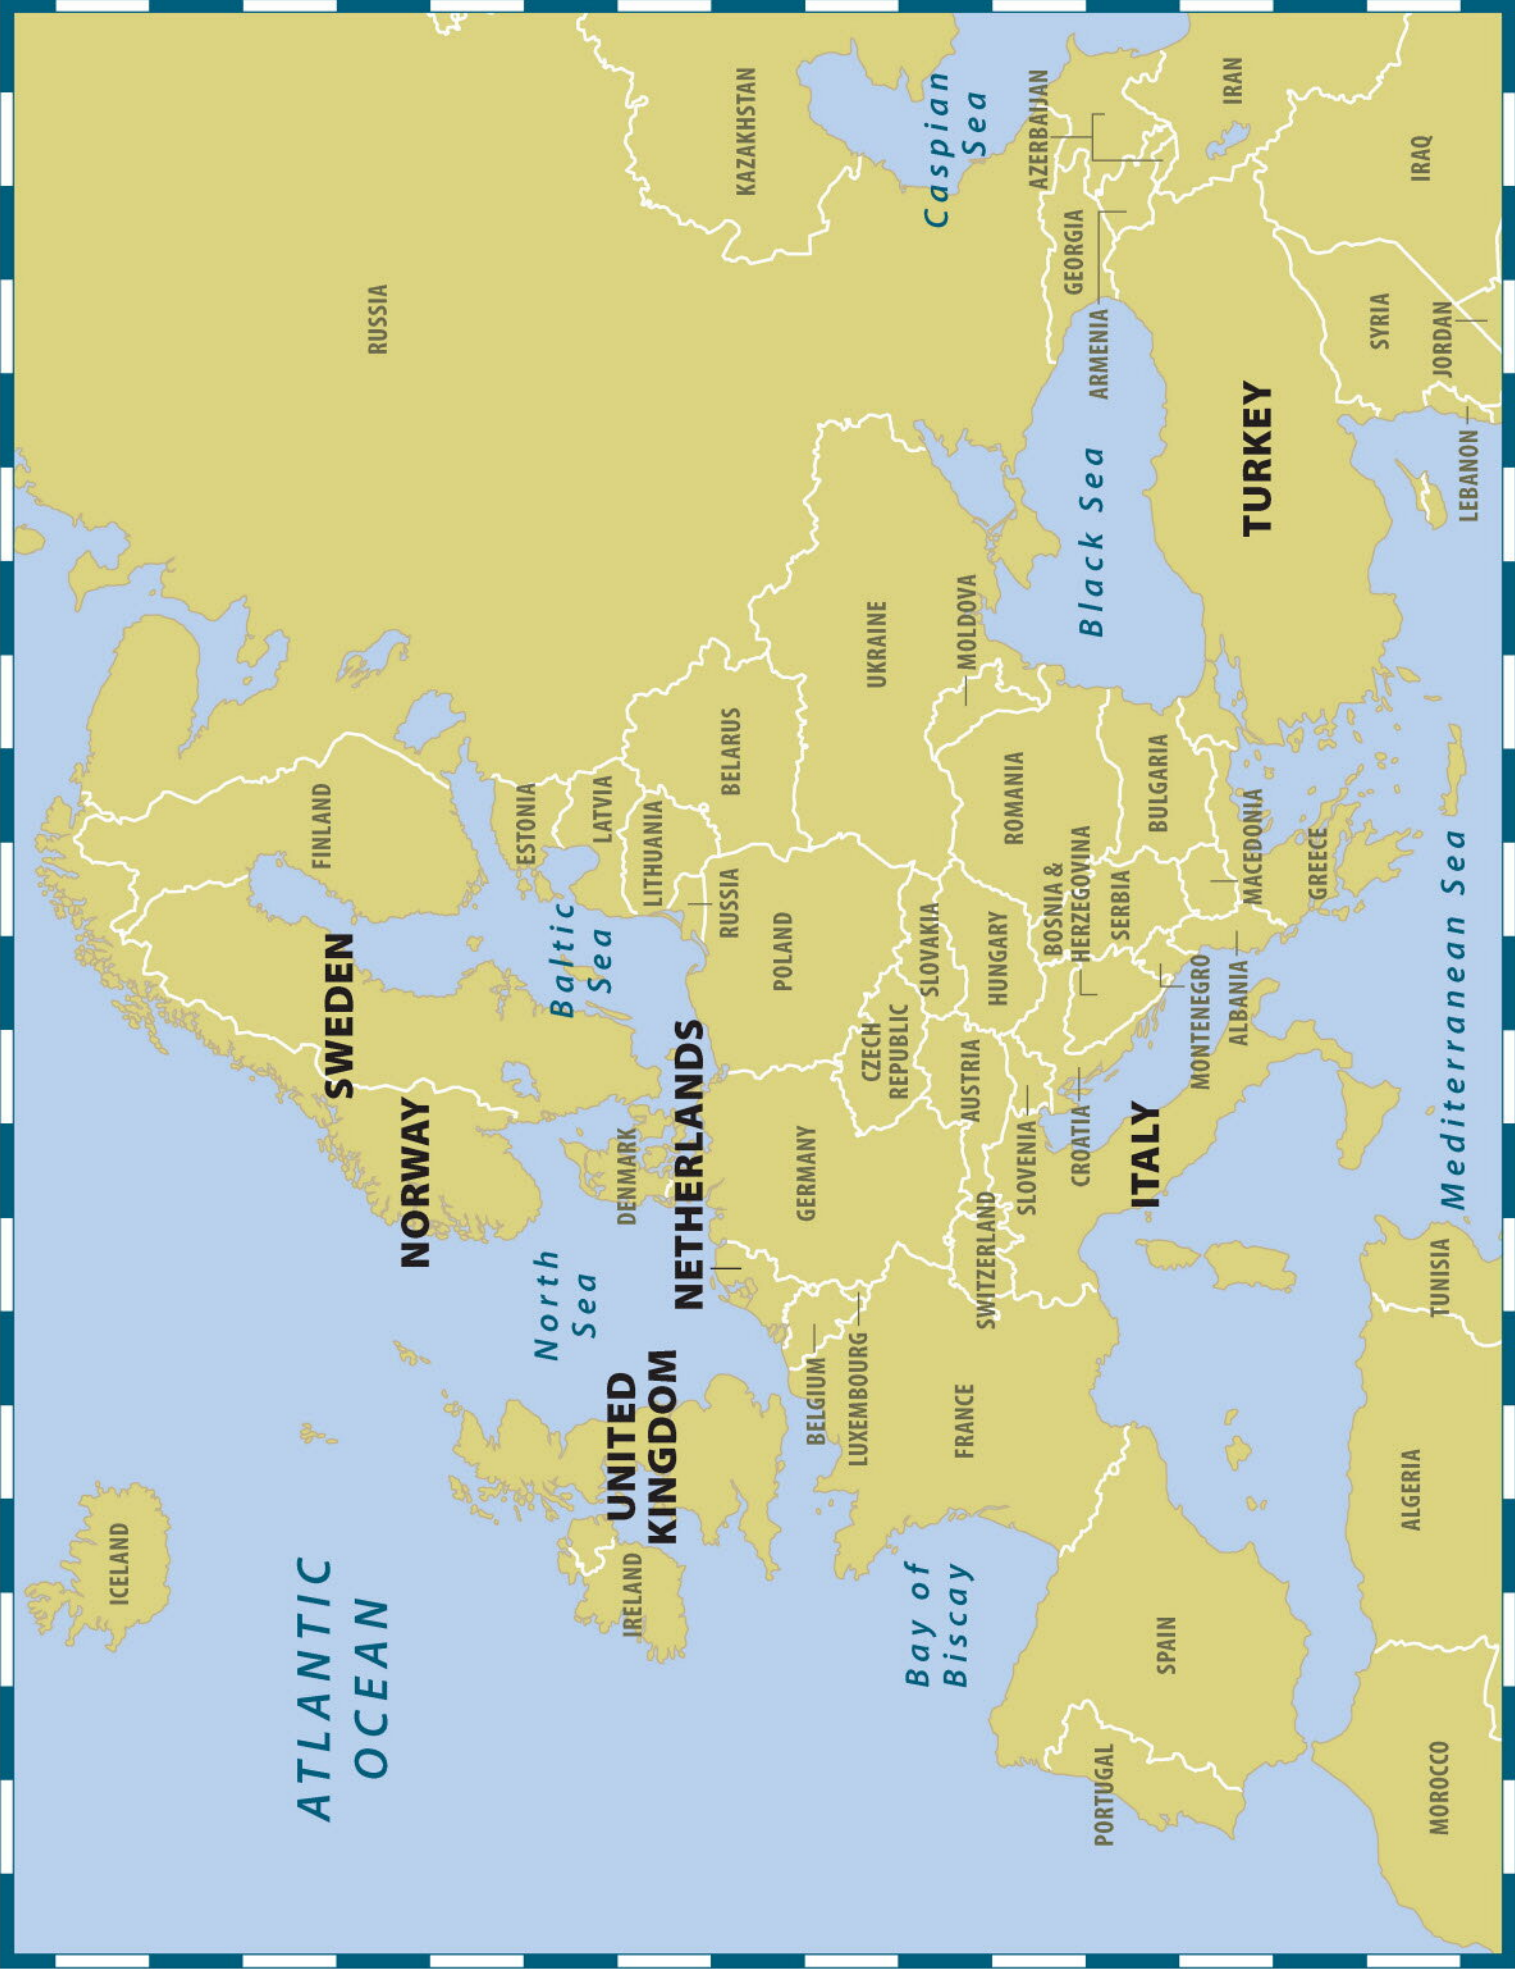 ICELAND
ATLANTIC
OCEAN
NORWAY
SWEDEN
FINLAND
RUSSIA
North
Sea
Baltic
Sea
ESTONIA
LATVIA
LITHUANIA
RUSSIA
BELARUS
DENMARK
IRELAND
UNITED
KINGDOM
NETHERLANDS
POLAND
GERMANY
BELGIUM
LUXEMBOURG
KAZAKHSTAN
CZECH
REPUBLIC
UKRAINE
SLOVAKIA
Bay of
Biscay
FRANCE
AUSTRIA
SWITZERLAND
HUNGARY
MOLDOVA
Caspian
Sea
ROMANIA
SLOVENIA
CROATIA
BOSNIA &
HERZEGOVINA
SERBIA
Black Sea
GEORGIA
AZERBAIJAN
ARMENIA
PORTUGAL
SPAIN
ITALY
BULGARIA
MONTENEGRO
ALBANIA
MACEDONIA
TURKEY
IRAN
GREECE
SYRIA
IRAQ
MOROCCO
ALGERIA
TUNISIA
Mediterranean Sea
JORDAN
LEBANON